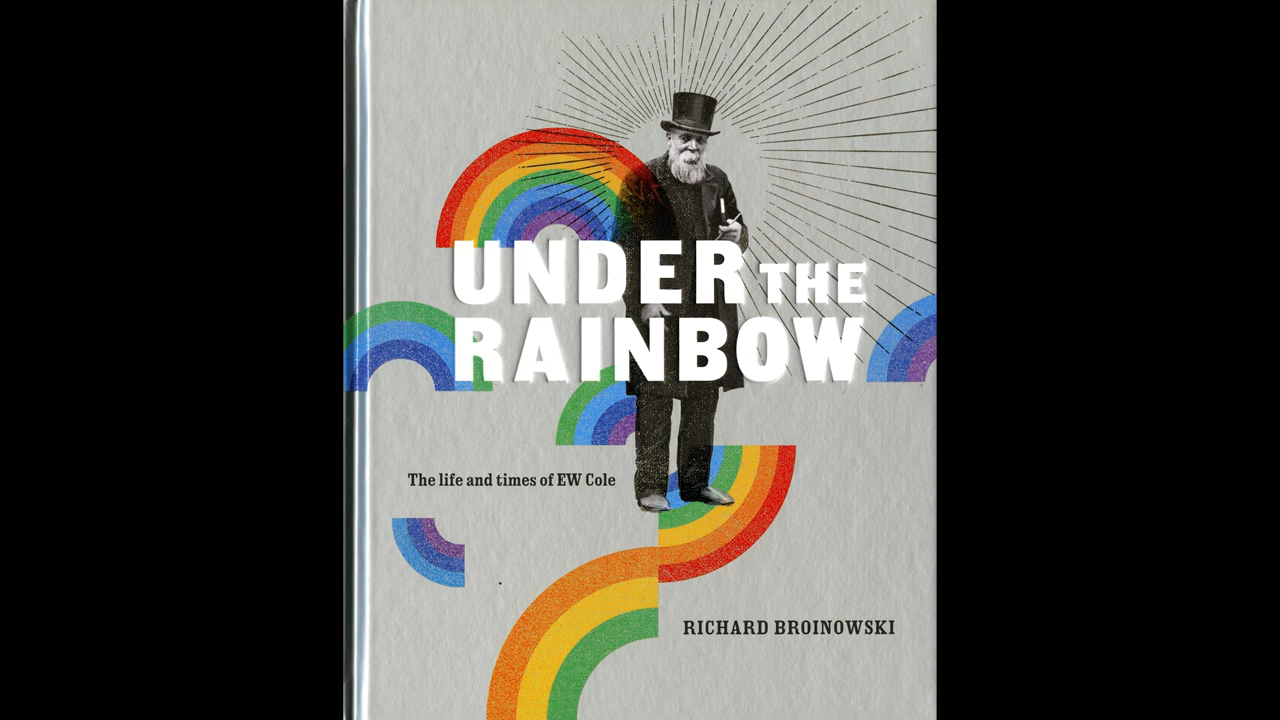 UNDER THE
RAINBOW
The life and times of EW Cole
RICHARD BROINOWSKI